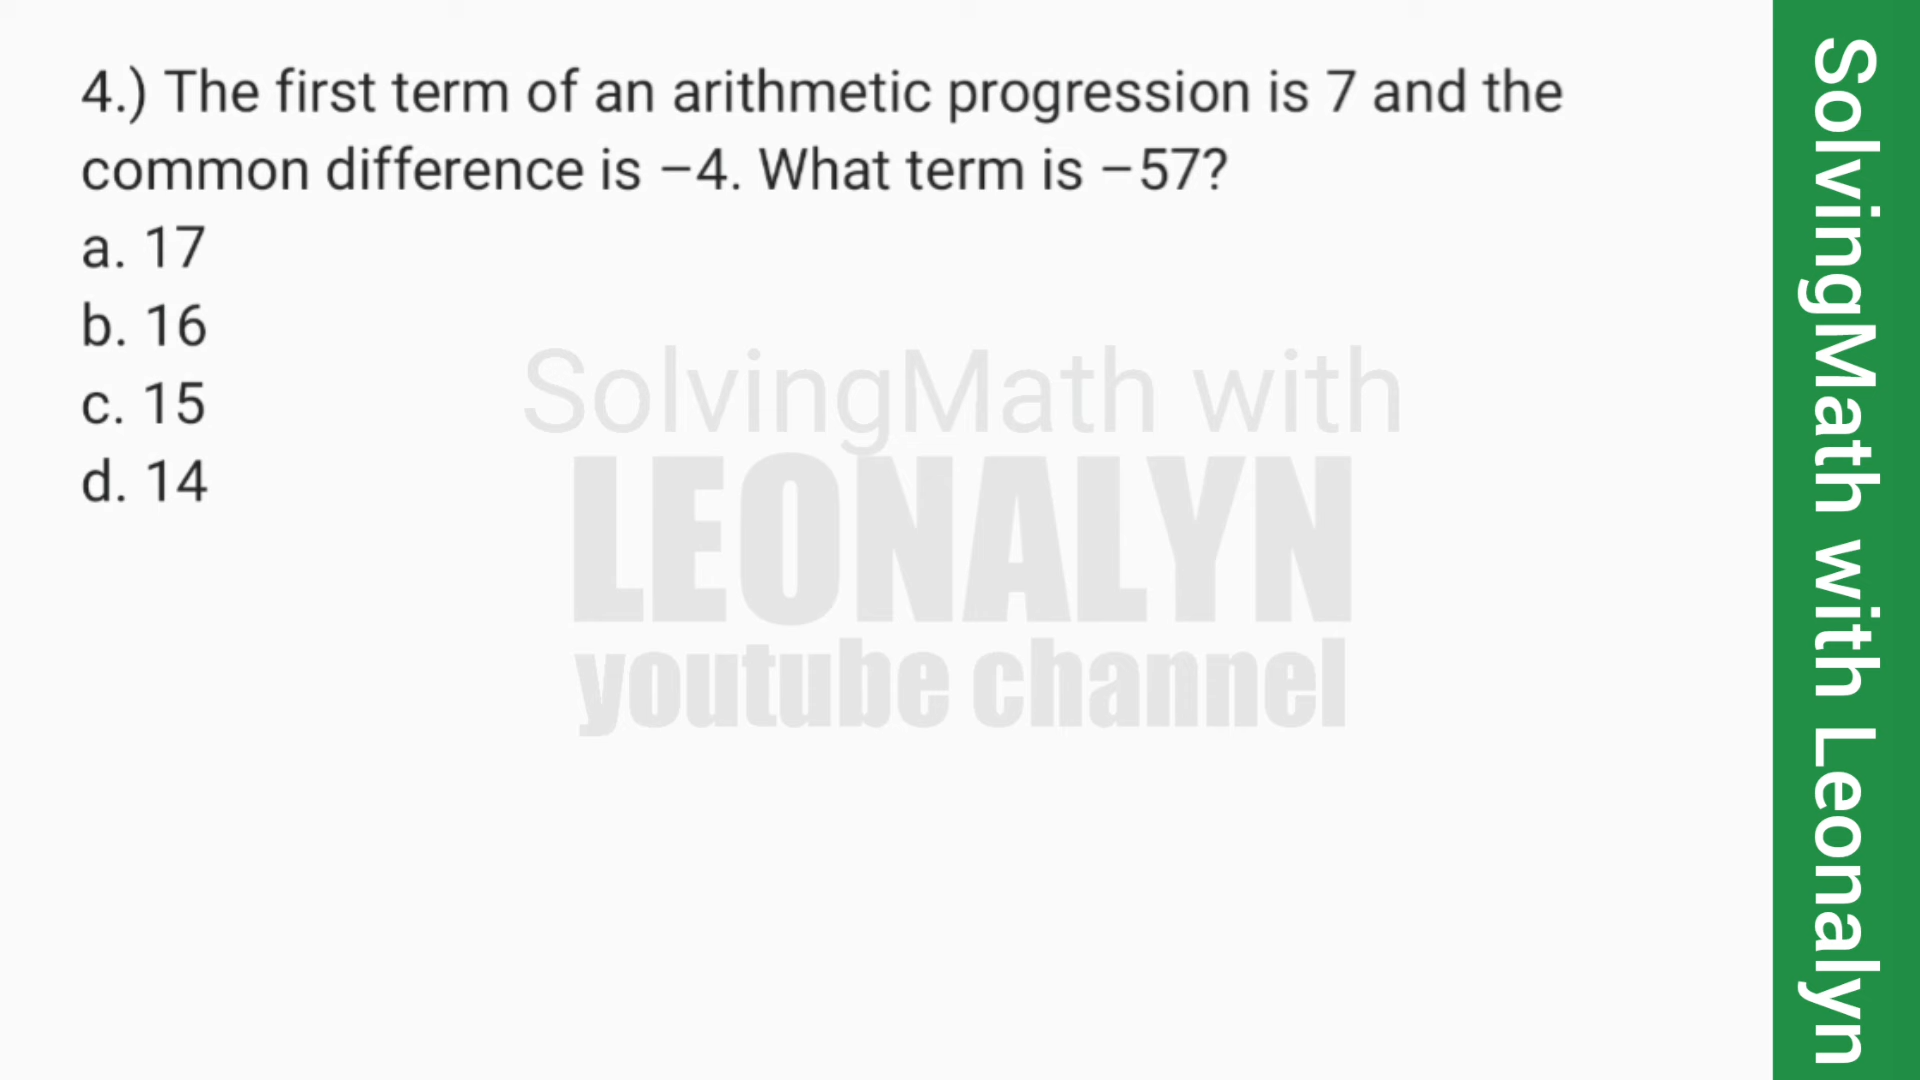 4.) The first term of an arithmetic progression is 7 and the
common difference is −4. What term is −57?
a. 17
b. 16
c. 15
d. 14
SolvingMath with
LEONALYN
youtube channel
SolvingMath with Leonalyn